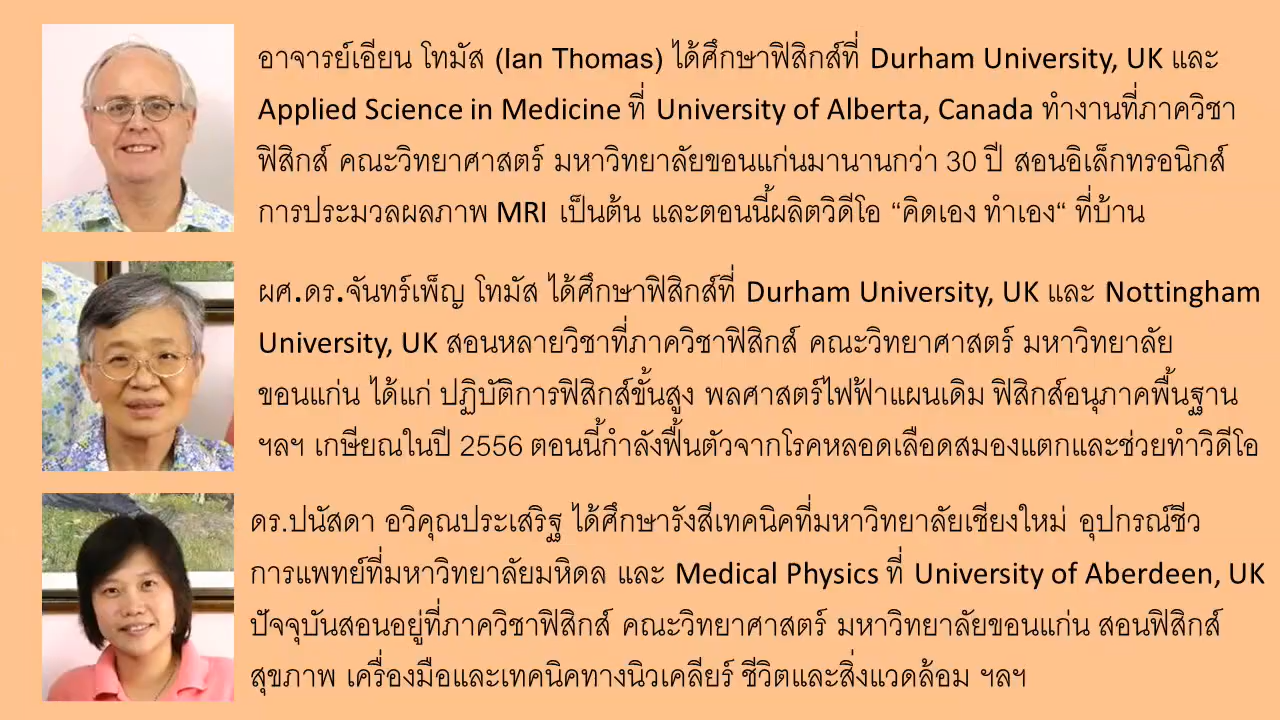 อาจารย์เอียน โทมัส (Ian Thomas) ได้ศึกษาฟิสิกส์ที่ Durham University, UK และ
Applied Science in Medicine ที่ University of Alberta, Canada ทำงานที่ภาควิชา
ฟิสิกส์ คณะวิทยาศาสตร์ มหาวิทยาลัยขอนแก่นมานานกว่า 30 ปี สอนอิเล็กทรอนิกส์
การประมวลผลภาพ MRI เป็นต้น และตอนนี้ผลิตวิดีโอ “คิดเอง ทำเอง“ ที่บ้าน
ผศ.ดร.จันทร์เพ็ญ โทมัส ได้ศึกษาฟิสิกส์ที่ Durham University, UK และ Nottingham
University, UK สอนหลายวิชาที่ภาควิชาฟิสิกส์ คณะวิทยาศาสตร์ มหาวิทยาลัย
ขอนแก่น ได้แก่ ปฏิบัติการฟิสิกส์ขั้นสูง พลศาสตร์ไฟฟ้าแผนเดิม ฟิสิกส์อนุภาคพื้นฐาน
ฯลฯ เกษียณในปี 2556 ตอนนี้กำลังฟื้นตัวจากโรคหลอดเลือดสมองแตกและช่วยทำวิดีโอ
ดร.ปนัสดา อวิคุณประเสริฐ ได้ศึกษารังสีเทคนิคที่มหาวิทยาลัยเชียงใหม่ อุปกรณ์ชีว
การแพทย์ที่มหาวิทยาลัยมหิดล และ Medical Physics ที่ University of Aberdeen, UK
ปัจจุบันสอนอยู่ที่ภาควิชาฟิสิกส์ คณะวิทยาศาสตร์ มหาวิทยาลัยขอนแก่น สอนฟิสิกส์
สุขภาพ เครื่องมือและเทคนิคทางนิวเคลียร์ ชีวิตและสิ่งแวดล้อม ฯลฯ